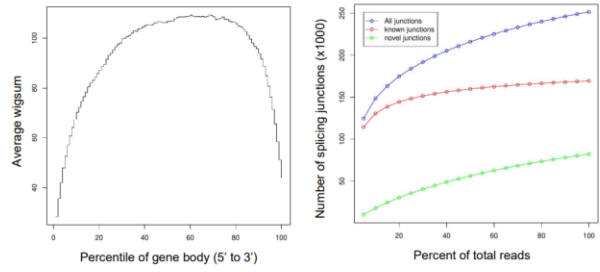 Average wigsum
100
80
60
40
0 20 40 60 80 100
Percentile of gene body (5' to 3')
Number of splicing junctions (x1000)
250
200
150
100
50
All junctions
known junctions
novel junctions
20 40 60 80 100
Percent of total reads